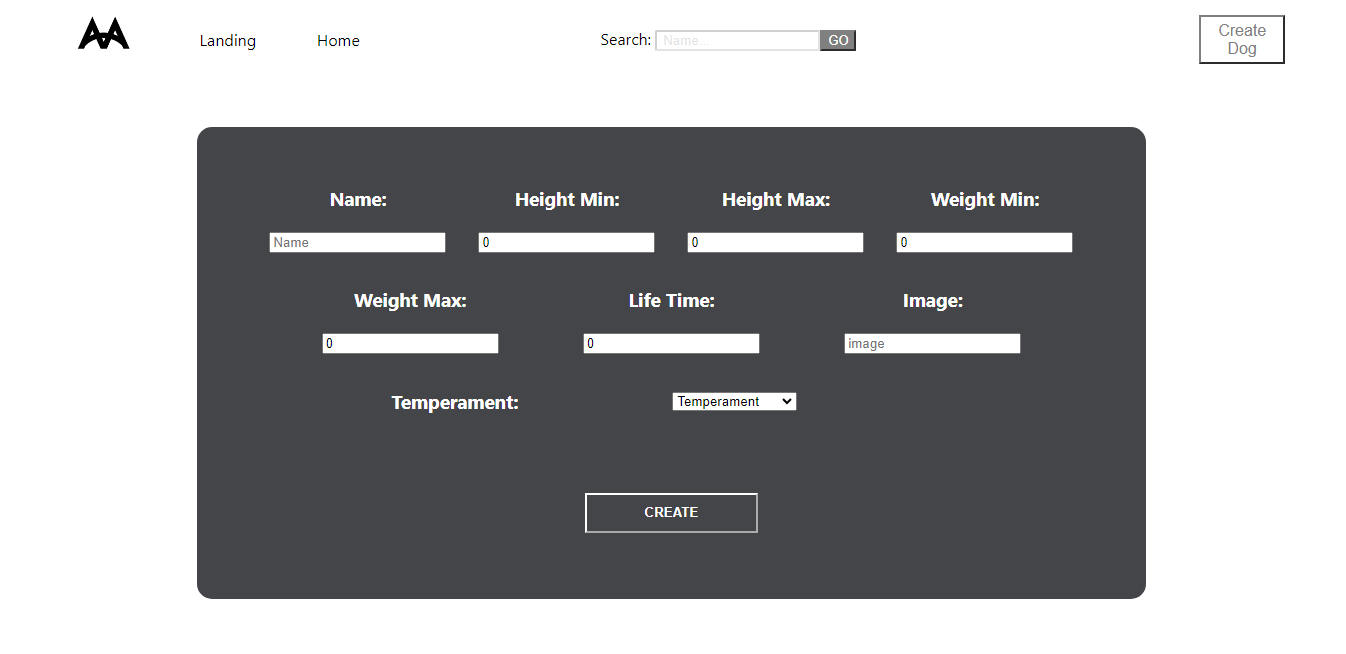 Landing Home Search: Name... GO Create
Dog
Name: Height Min: Height Max: Weight Min:
Name 0 0 0
Weight Max: Life Time: Image:
0 0 image
Temperament: Temperament
CREATE